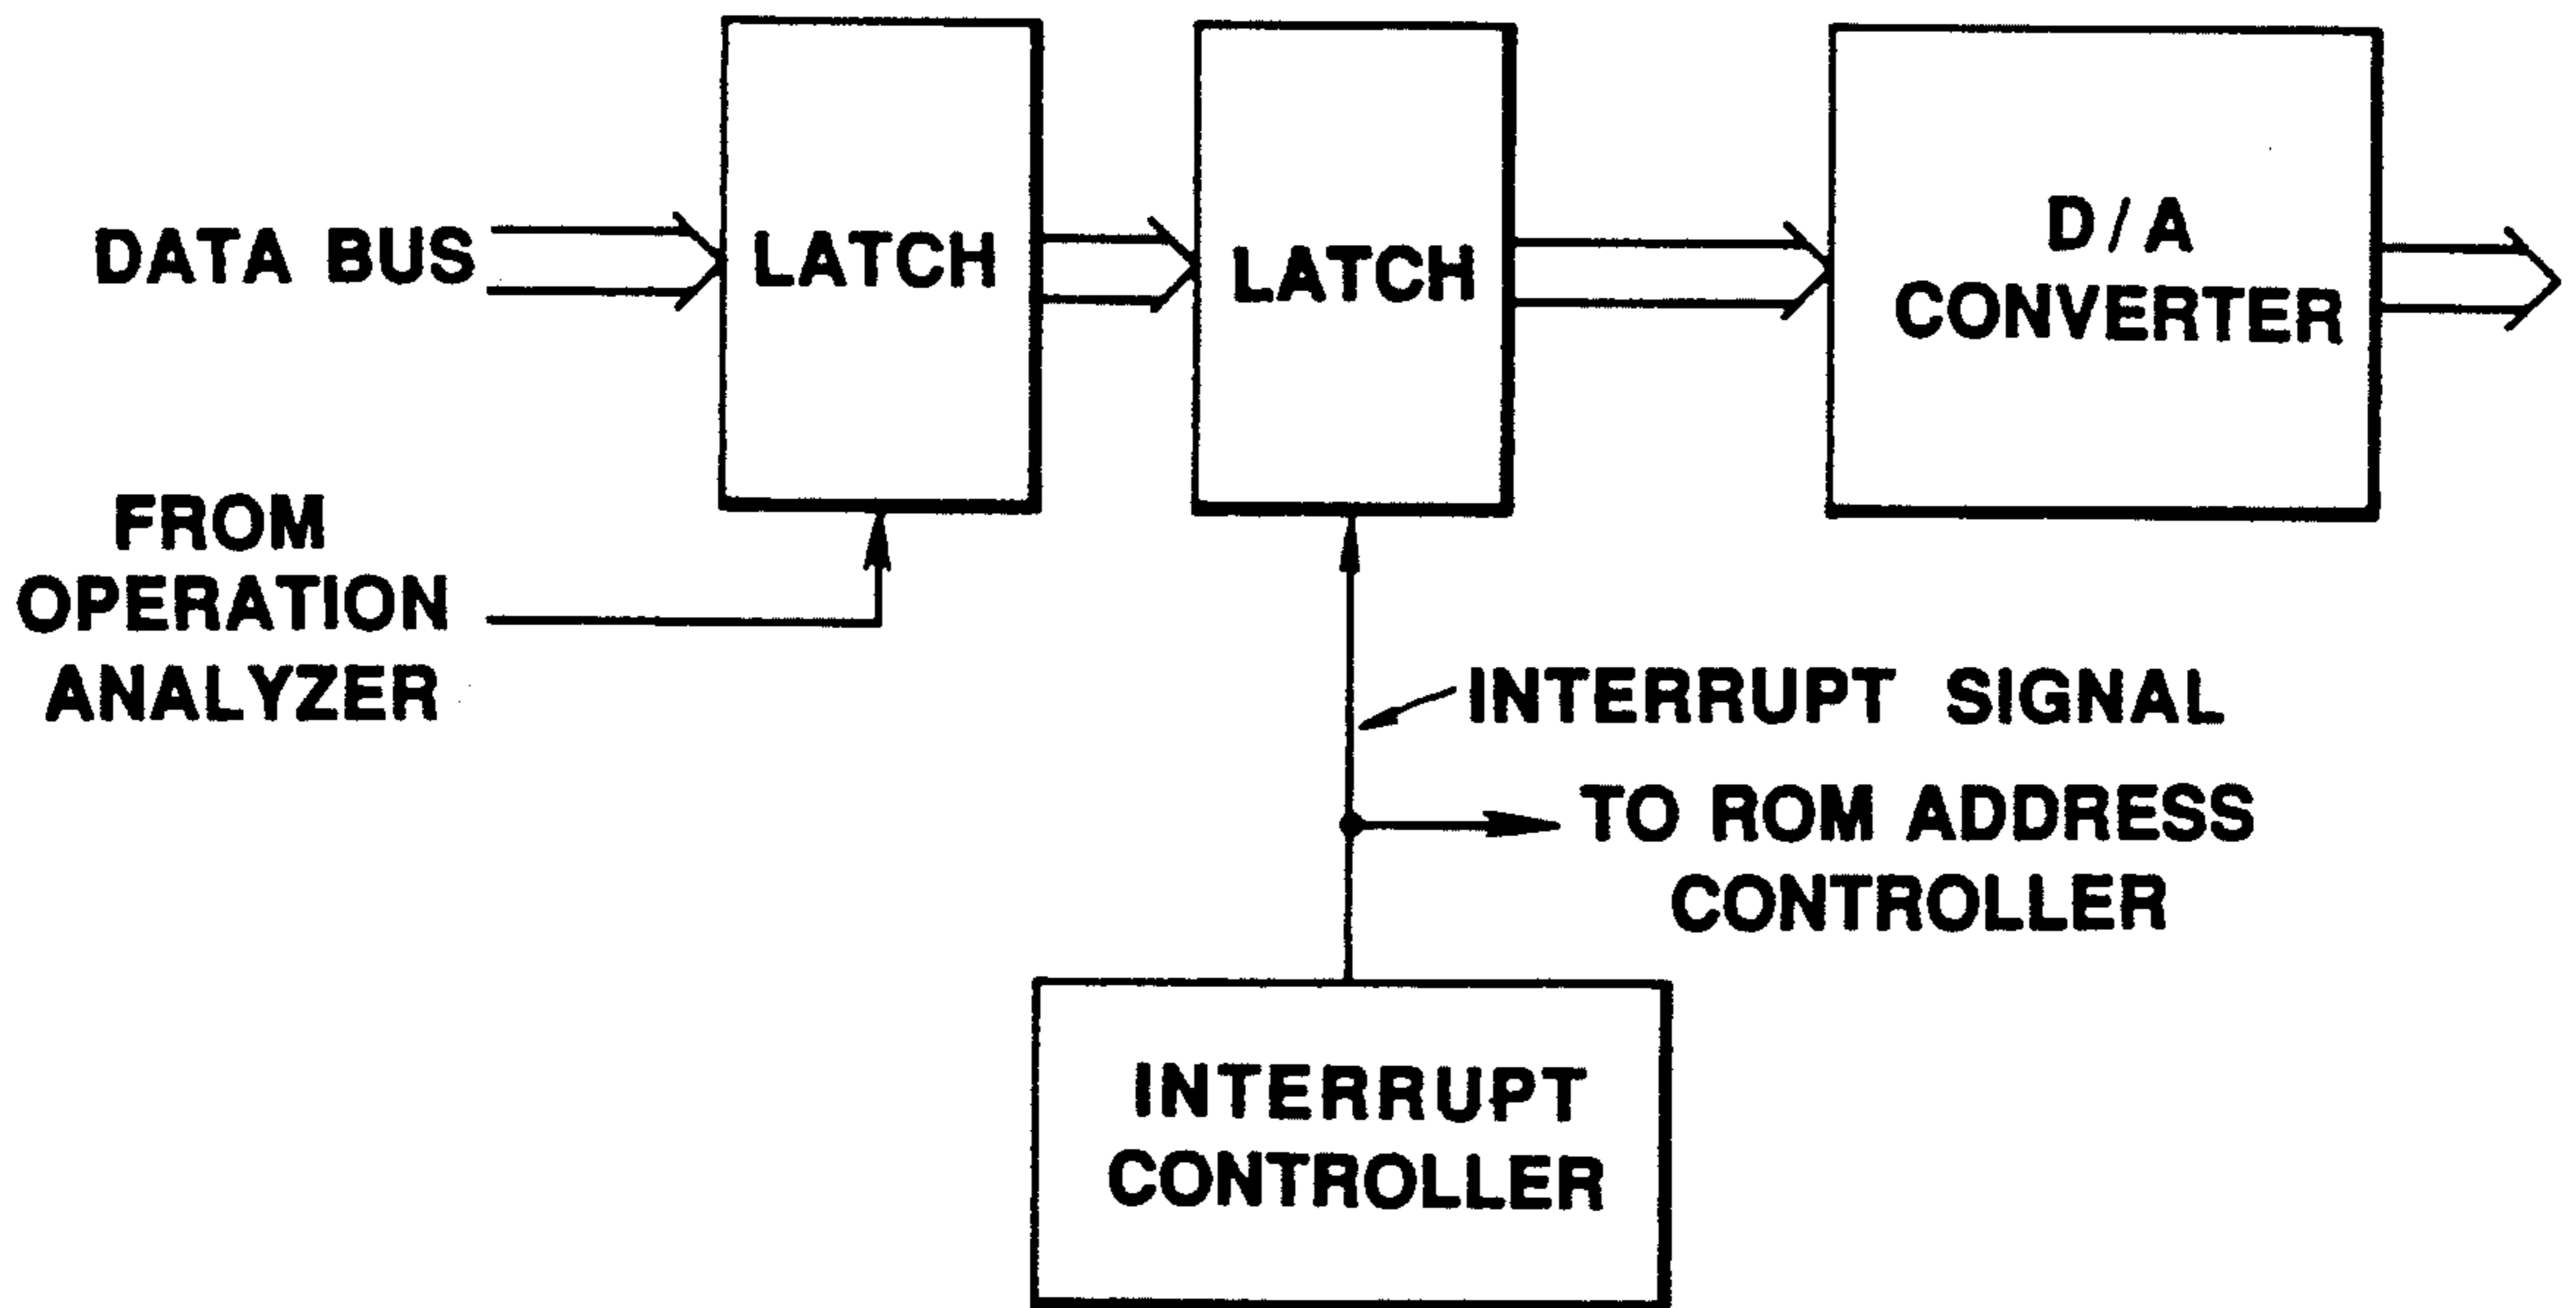 DATA BUS
LATCH
LATCH
D/A
CONVERTER
FROM
OPERATION
ANALYZER
INTERRUPT SIGNAL
TO ROM ADDRESS
CONTROLLER
INTERRUPT
CONTROLLER